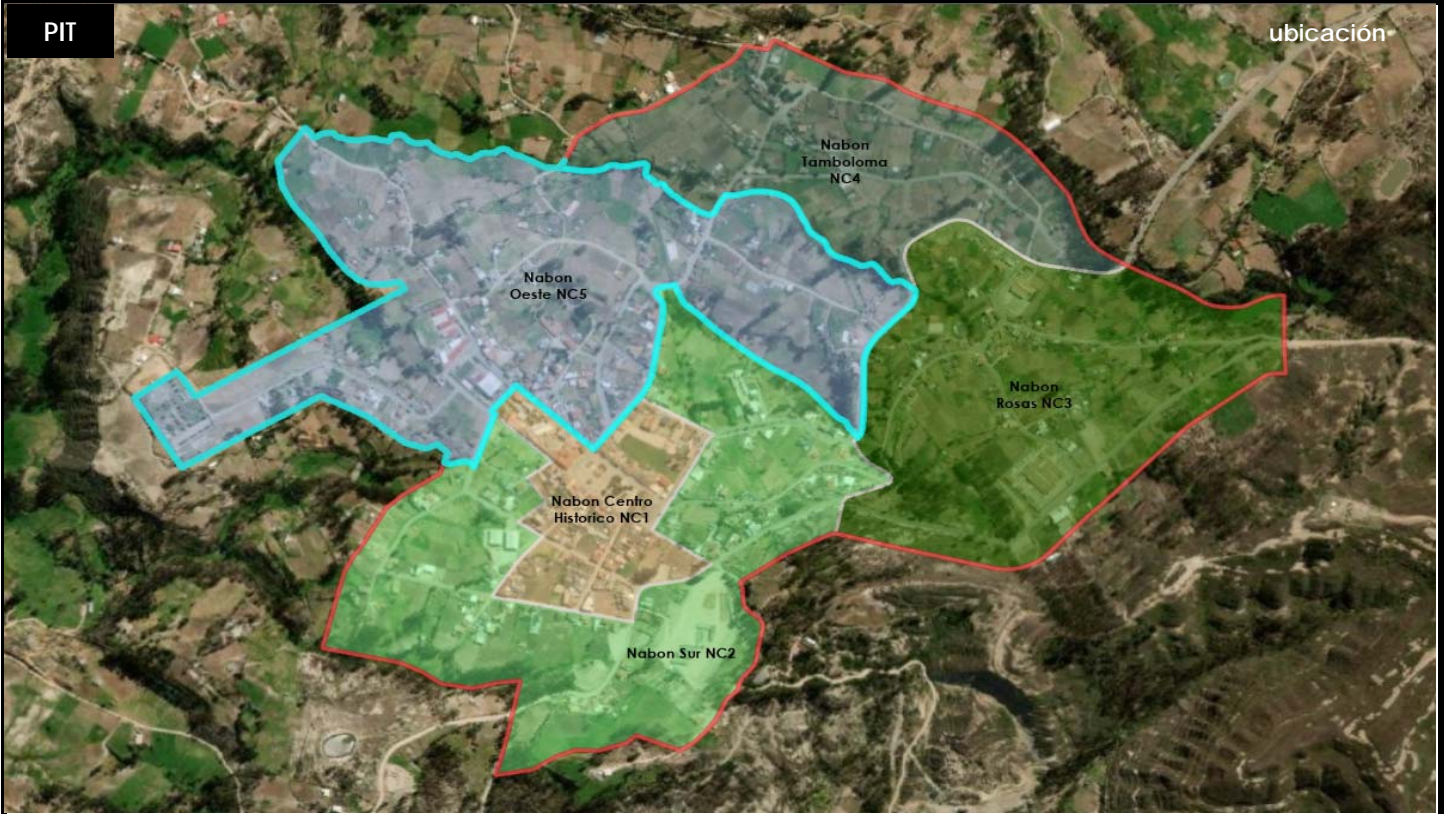 PIT
ubicación
Nabon
Tamboloma
NC4
Nabon
Oeste NC5
Nabon
Rosas NC3
Nabon Centro
Historico NC1
Nabon Sur NC2